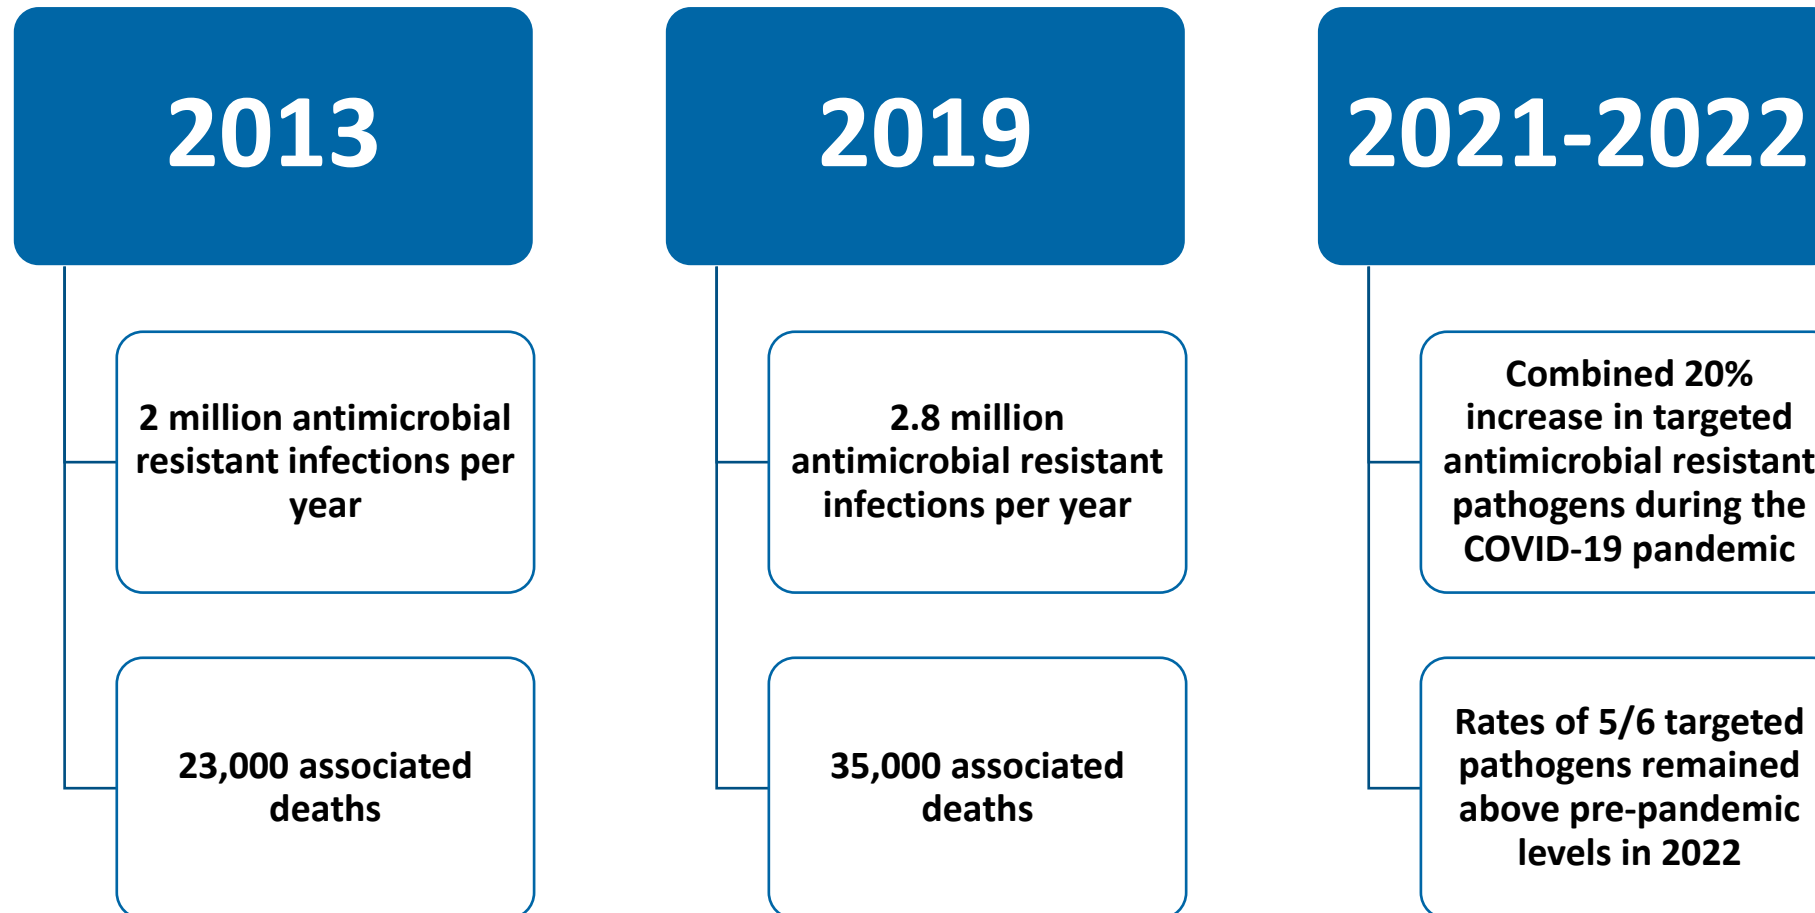 2013
2 million antimicrobial
resistant infections per
year
23,000 associated
deaths
2019
2.8 million
antimicrobial resistant
infections per year
35,000 associated
deaths
2021-2022
Combined 20%
increase in targeted
antimicrobial resistant
pathogens during the
COVID-19 pandemic
Rates of 5/6 targeted
pathogens remained
above pre-pandemic
levels in 2022